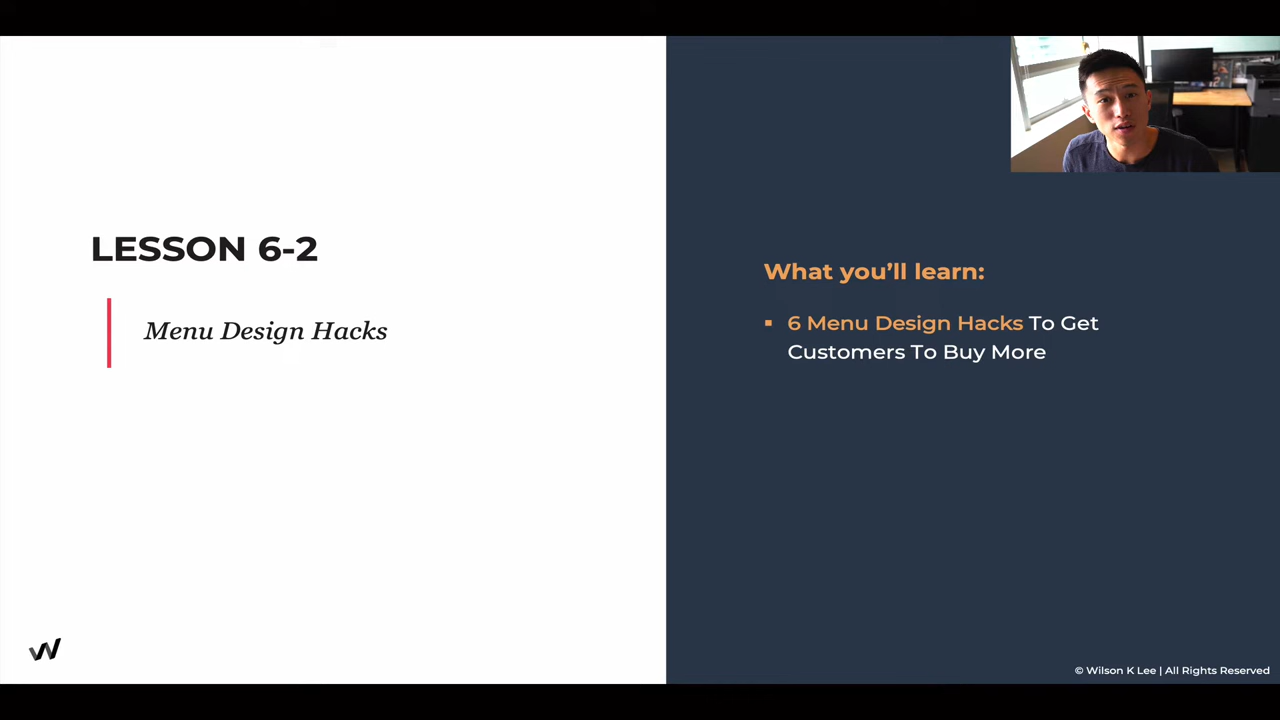 LESSON 6-2
Menu Design Hacks
What you’ll learn:
▪ 6 Menu Design Hacks To Get
Customers To Buy More
W
© Wilson K Lee | All Rights Reserved